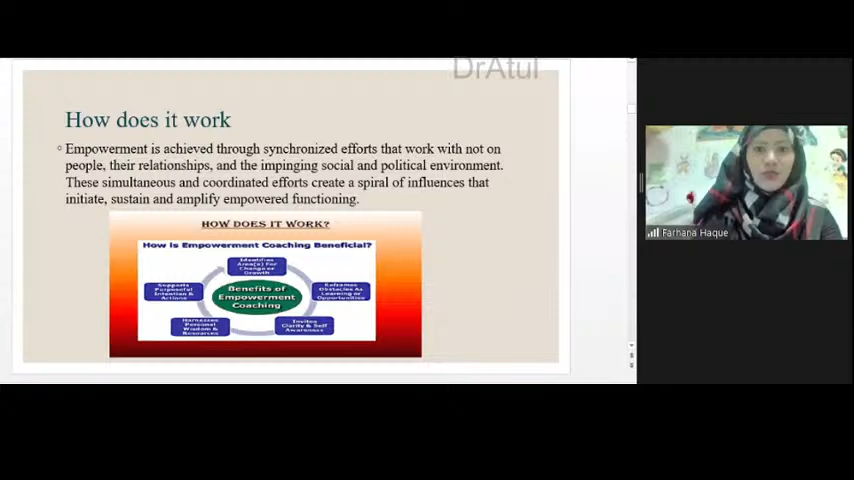 DrAtul
How does it work
Empowerment is achieved through synchronized efforts that work with not on
people, their relationships, and the impinging social and political environment.
These simultaneous and coordinated efforts create a spiral of influences that
initiate, sustain and amplify empowered functioning.
HOW DOES IT WORK?
How is Empowerment Coaching Beneficial?
Identifies
Area(s) For
Change or
Growth
Supports
Purposeful
Intention &
Actions
Benefits of
Empowerment
Coaching
Reframes
Obstacles As
Learning or
Opportunities
Harnesses
Personal
Wisdom &
Resources
Invites
Clarity & Self
Awareness
Farhana Haque